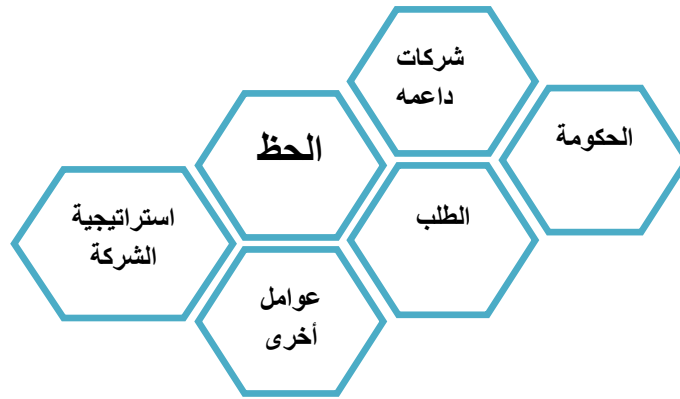 شركات
داعمه
الحكومة
الحظ
الطلب
استراتيجية
الشركة
عوامل
أخرى